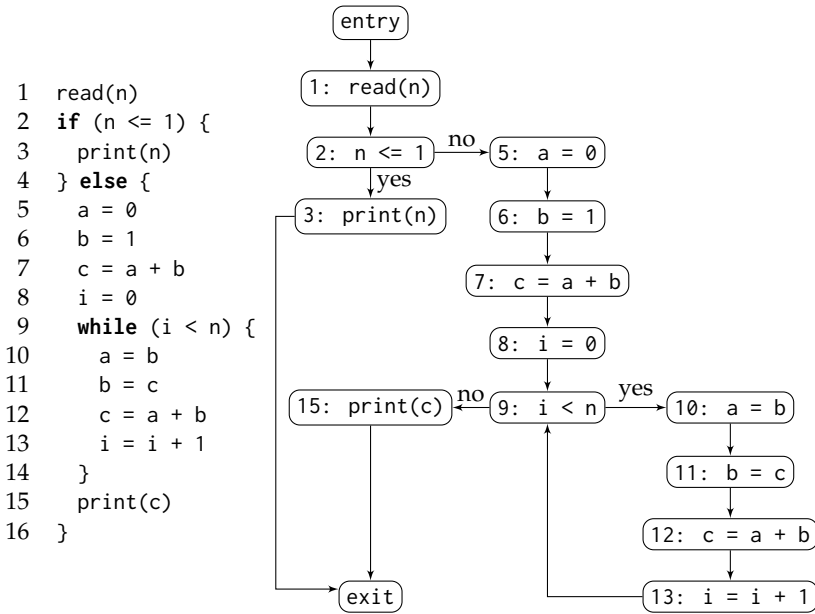 1 read(n)
2 if (n <= 1) {
3 print(n)
4 } else {
5 a = 0
6 b = 1
7 c = a + b
8 i = 0
9 while (i < n) {
10 a = b
11 b = c
12 c = a + b
13 i = i + 1
14 }
15 print(c)
16 }
entry
1: read(n)
2: n <= 1
no
5: a = 0
yes
3: print(n)
6: b = 1
7: c = a + b
8: i = 0
15: print(c)
no
9: i < n
yes
10: a = b
11: b = c
12: c = a + b
13: i = i + 1
exit